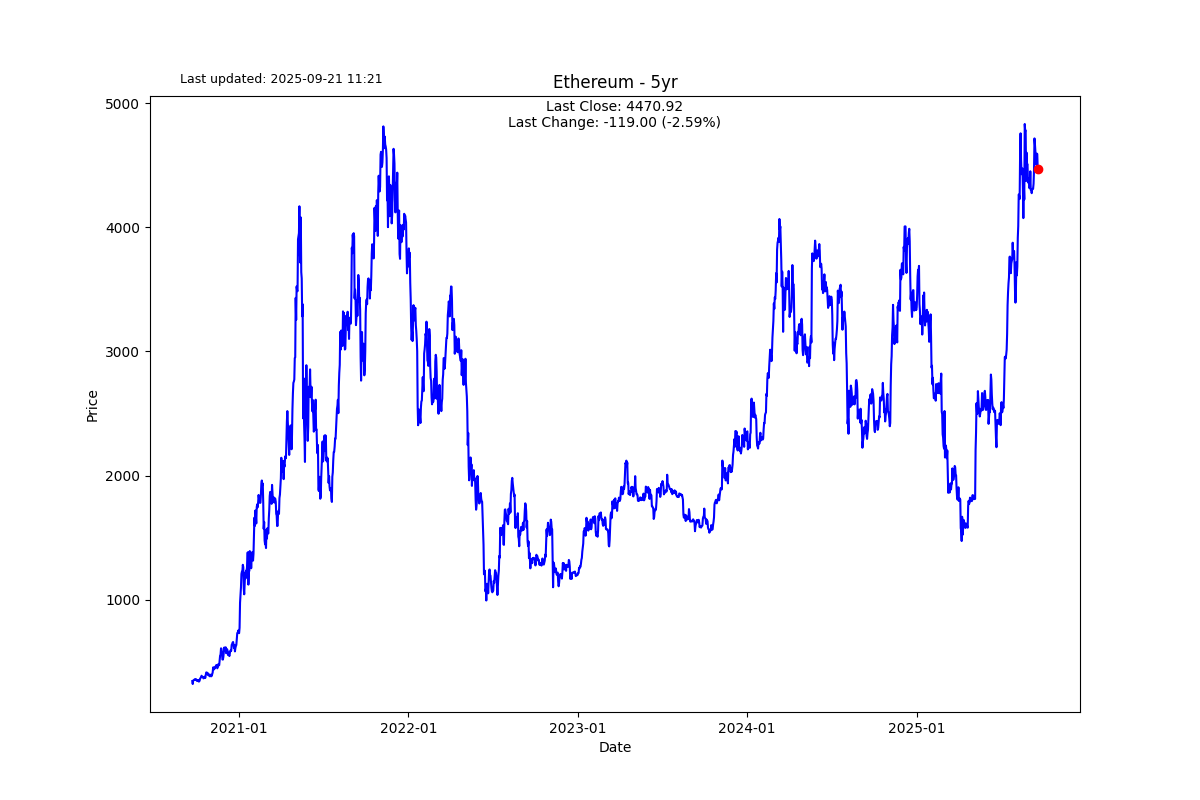 Last updated: 2025-09-21 11:21
Ethereum - 5yr
Last Close: 4470.92
Last Change: -119.00 (-2.59%)
5000
4000
3000
2000
1000
Price
2021-01
2022-01
2023-01
2024-01
2025-01
Date